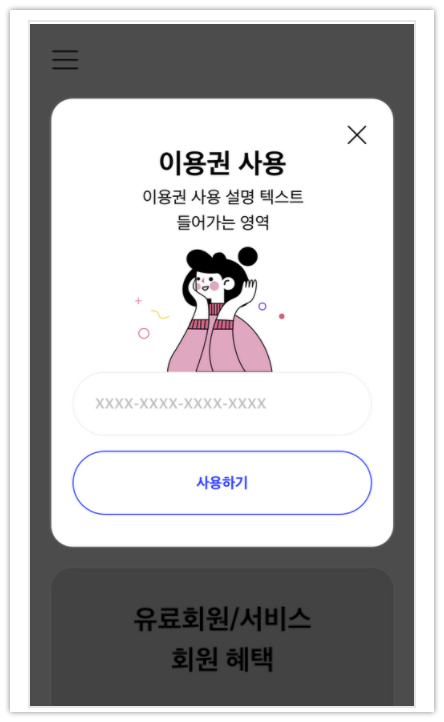 이용권 사용
이용권 사용 설명 텍스트
들어가는 영역
XXXX-XXXX-XXXX-XXXX
사용하기
유료회원/서비스
회원 혜택